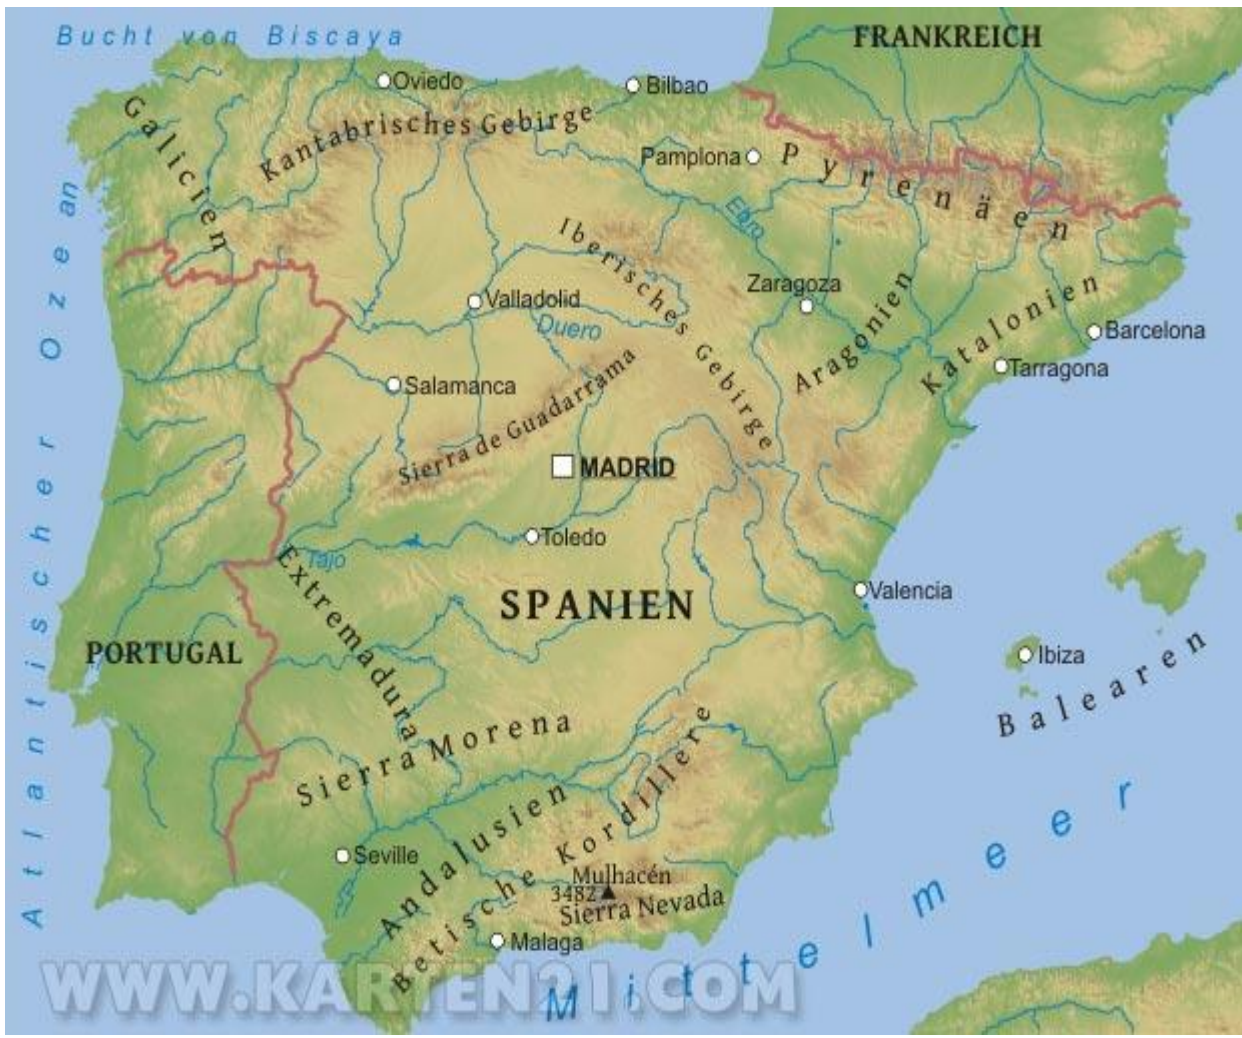 Bucht von Biscaya
FRANKREICH
Oviedo
Bilbao
Galicien
Kantabrisches Gebirge
Pamplona
Pyrenäen
Ebro
Iberisches Gebirge
Zaragoza
Valladolid
Duero
Aragonien
Katalonien
Barcelona
Tarragona
Salamanca
Sierra de Guadarrama
MADRID
Atlantischer Ozean
Toledo
Tajo
Extremadura
SPANIEN
Valencia
PORTUGAL
Ibiza
Balearen
Sierra Morena
Andalusien
Betische Kordillere
Seville
Mulhacén
3482
Sierra Nevada
Malaga
Mittelmeer
WWW.KARTEN21.COM